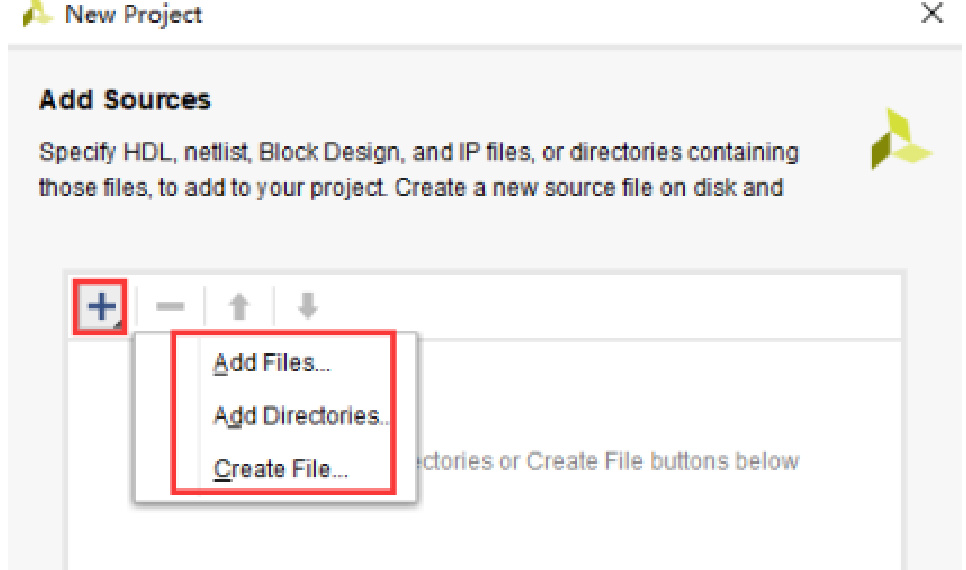 New Project
Add Sources
Specify HDL, netlist, Block Design, and IP files, or directories containing
those files, to add to your project. Create a new source file on disk and
Add Files...
Add Directories..
Create File...
ctories or Create File buttons below